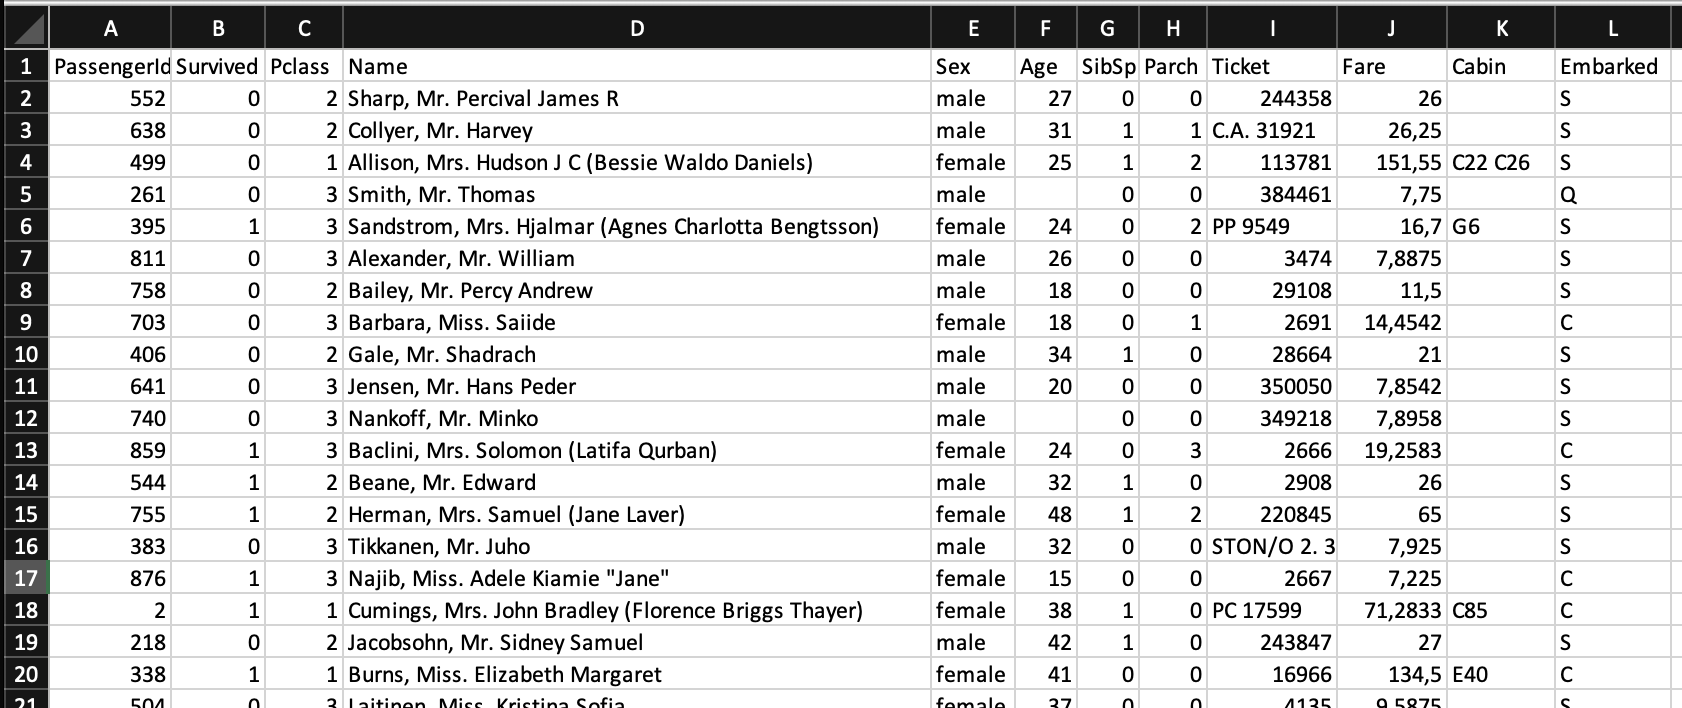 A B C D E F G H I J K L
1 PassengerId Survived Pclass Name Sex Age SibSp Parch Ticket Fare Cabin Embarked
2 552 0 2 Sharp, Mr. Percival James R male 27 0 0 244358 26 S
3 638 0 2 Collyer, Mr. Harvey male 31 1 1 C.A. 31921 26,25 S
4 499 0 1 Allison, Mrs. Hudson J C (Bessie Waldo Daniels) female 25 1 2 113781 151,55 C22 C26 S
5 261 0 3 Smith, Mr. Thomas male 0 0 384461 7,75 Q
6 395 1 3 Sandstrom, Mrs. Hjalmar (Agnes Charlotta Bengtsson) female 24 0 2 PP 9549 16,7 G6 S
7 811 0 3 Alexander, Mr. William male 26 0 0 3474 7,8875 S
8 758 0 2 Bailey, Mr. Percy Andrew male 18 0 0 29108 11,5 S
9 703 0 3 Barbara, Miss. Saiide female 18 0 1 2691 14,4542 C
10 406 0 2 Gale, Mr. Shadrach male 34 1 0 28664 21 S
11 641 0 3 Jensen, Mr. Hans Peder male 20 0 0 350050 7,8542 S
12 740 0 3 Nankoff, Mr. Minko male 0 0 349218 7,8958 S
13 859 1 3 Baclini, Mrs. Solomon (Latifa Qurban) female 24 0 3 2666 19,2583 C
14 544 1 2 Beane, Mr. Edward male 32 1 0 2908 26 S
15 755 1 2 Herman, Mrs. Samuel (Jane Laver) female 48 1 2 220845 65 S
16 383 0 3 Tikkanen, Mr. Juho male 32 0 0 STON/O 2. 3 7,925 S
17 876 1 3 Najib, Miss. Adele Kiamie "Jane" female 15 0 0 2667 7,225 C
18 2 1 1 Cumings, Mrs. John Bradley (Florence Briggs Thayer) female 38 1 0 PC 17599 71,2833 C85 C
19 218 0 2 Jacobsohn, Mr. Sidney Samuel male 42 1 0 243847 27 S
20 338 1 1 Burns, Miss. Elizabeth Margaret female 41 0 0 16966 134,5 E40 C
21 504 0 3 Laitinen, Miss. Kristina Sofia female 37 0 0 4135 9,5875 S